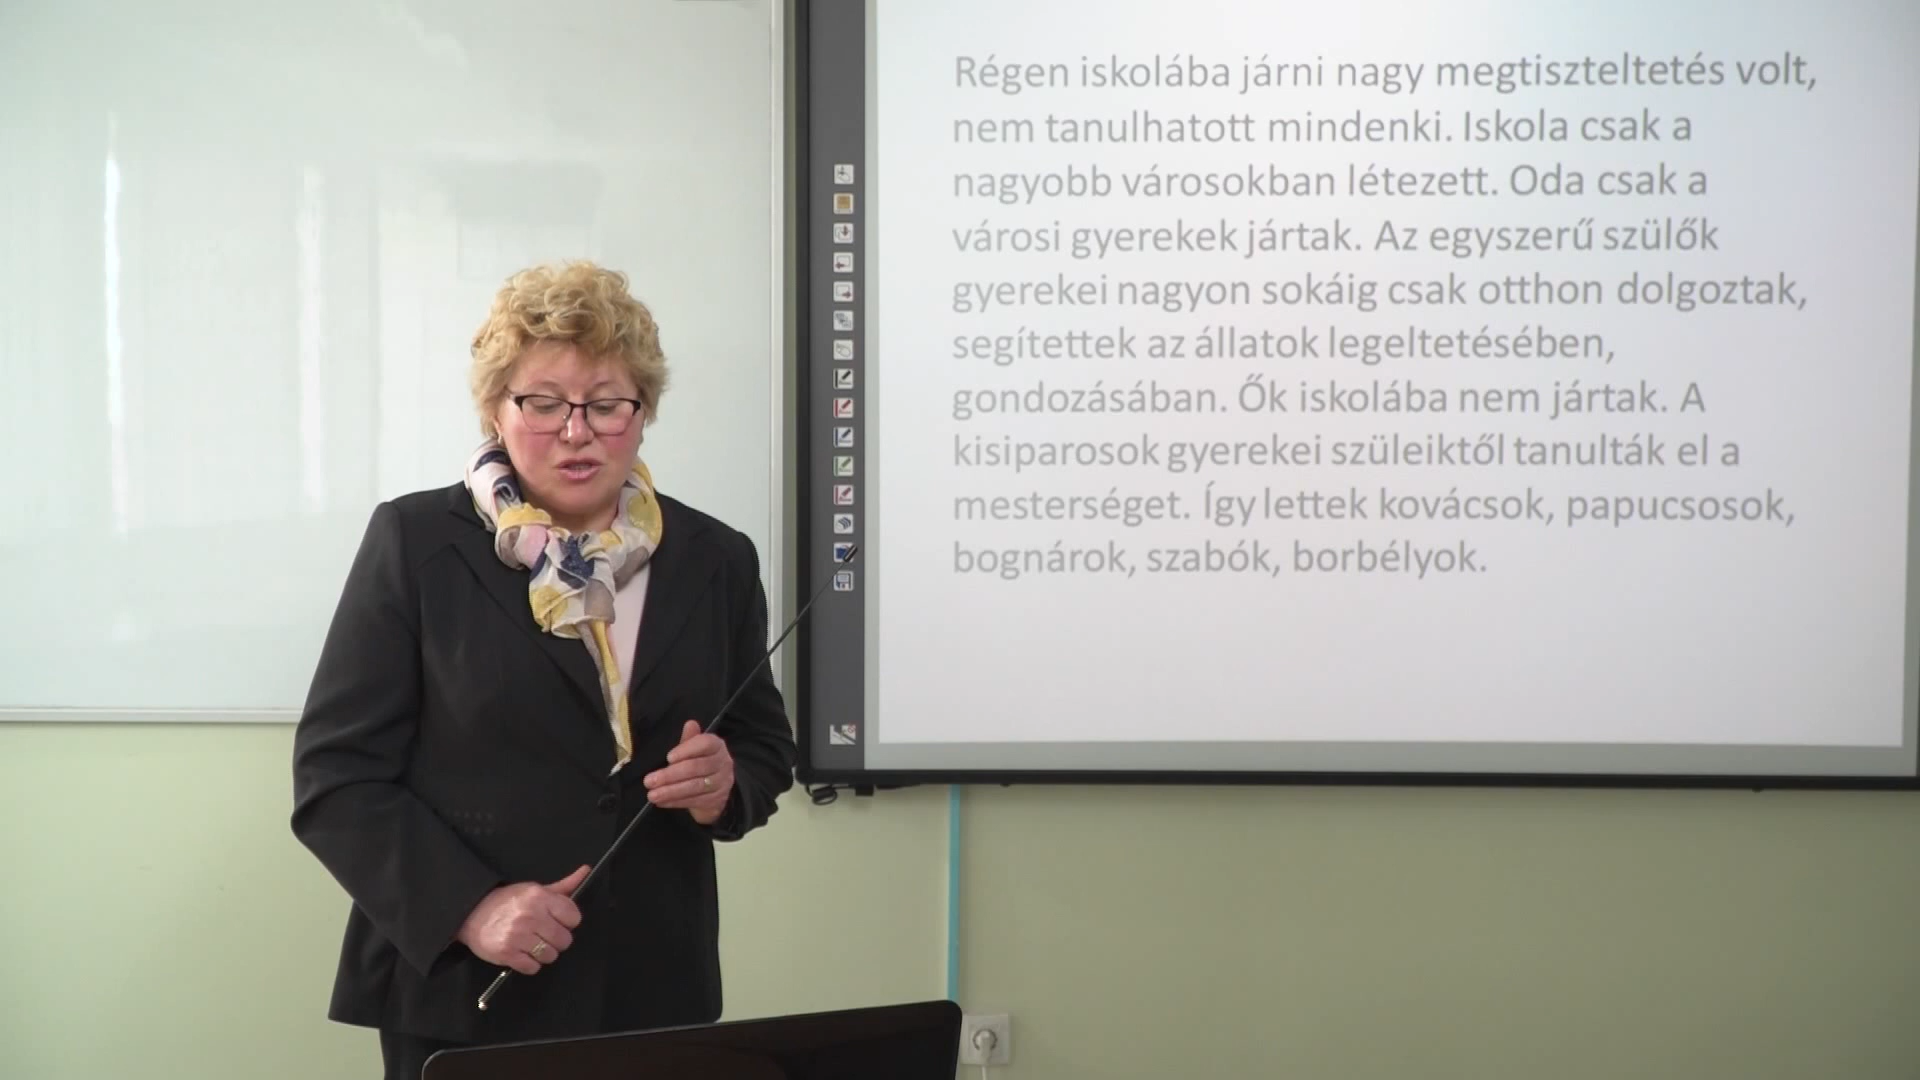 Régen iskolába járni nagy megtiszteltetés volt,
nem tanulhatott mindenki. Iskola csak a
nagyobb városokban létezett. Oda csak a
városi gyerekek jártak. Az egyszerű szülők
gyerekei nagyon sokáig csak otthon dolgoztak,
segítettek az állatok legeltetésében,
gondozásában. Ők iskolába nem jártak. A
kisiparosok gyerekei szüleiktől tanulták el a
mesterséget. Így lettek kovácsok, papucsosok,
bognárok, szabók, borbélyok.